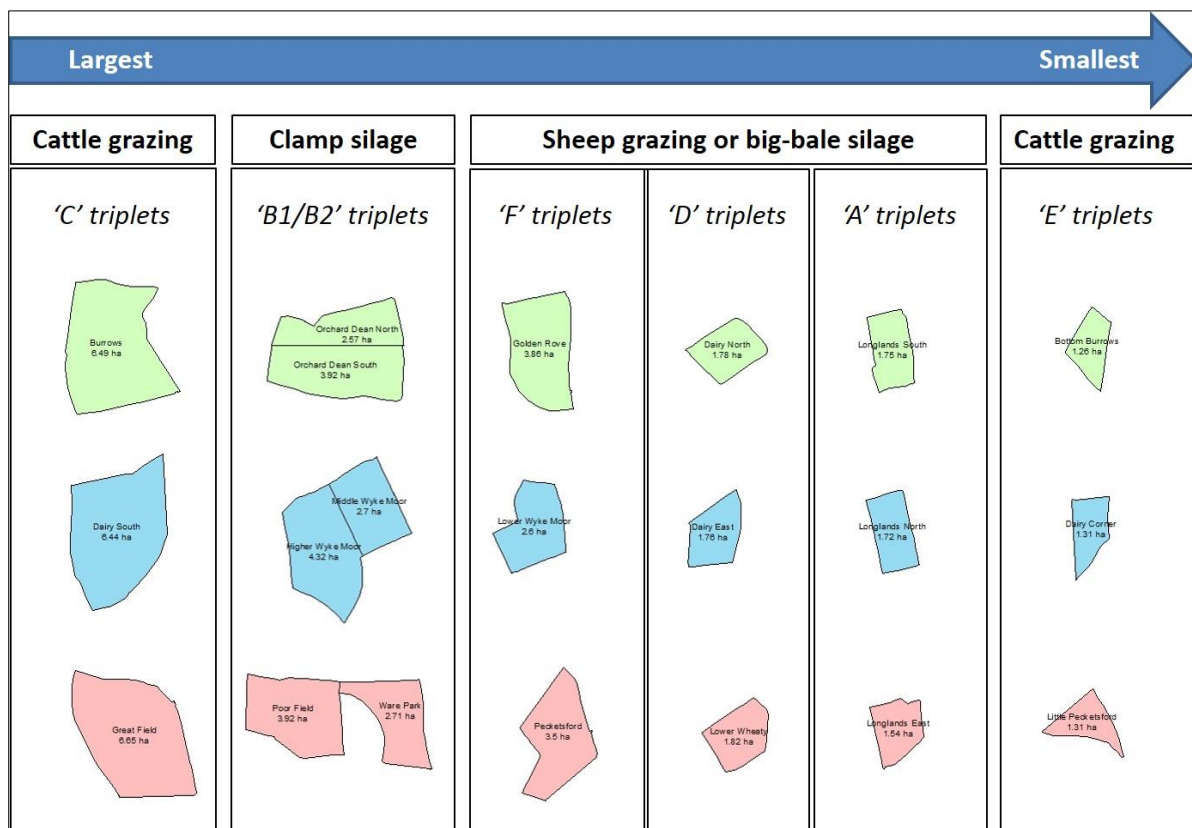 Largest
Smallest
Cattle grazing
Clamp silage
Sheep grazing or big-bale silage
Cattle grazing
‘C’ triplets
‘B1/B2’ triplets
‘F’ triplets
‘D’ triplets
‘A’ triplets
‘E’ triplets
Burrows
6.49 ha
Orchard Dean North
2.57 ha
Orchard Dean South
3.92 ha
Golden Rove
3.86 ha
Dairy North
1.78 ha
Longlands South
1.75 ha
Bottom Burrows
1.26 ha
Dairy South
6.44 ha
Middle Wyke Moor
2.7 ha
Higher Wyke Moor
4.32 ha
Lower Wyke Moor
2.6 ha
Dairy East
1.76 ha
Longlands North
1.72 ha
Dairy Corner
1.31 ha
Great Field
6.65 ha
Poor Field
3.92 ha
Ware Park
2.71 ha
Pecketsford
3.5 ha
Lower Wheaty
1.82 ha
Longlands East
1.54 ha
Little Pecketsford
1.31 ha